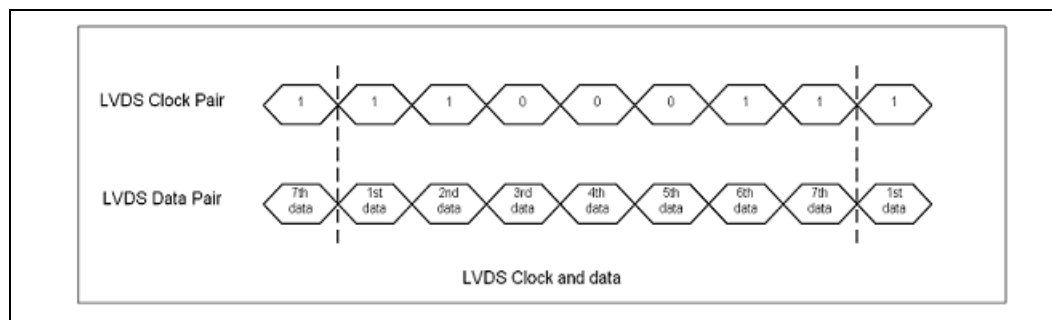 LVDS Clock Pair 1 1 1 0 0 0 1 1 1
LVDS Data Pair 7th data 1st data 2nd data 3rd data 4th data 5th data 6th data 7th data 1st data
LVDS Clock and data